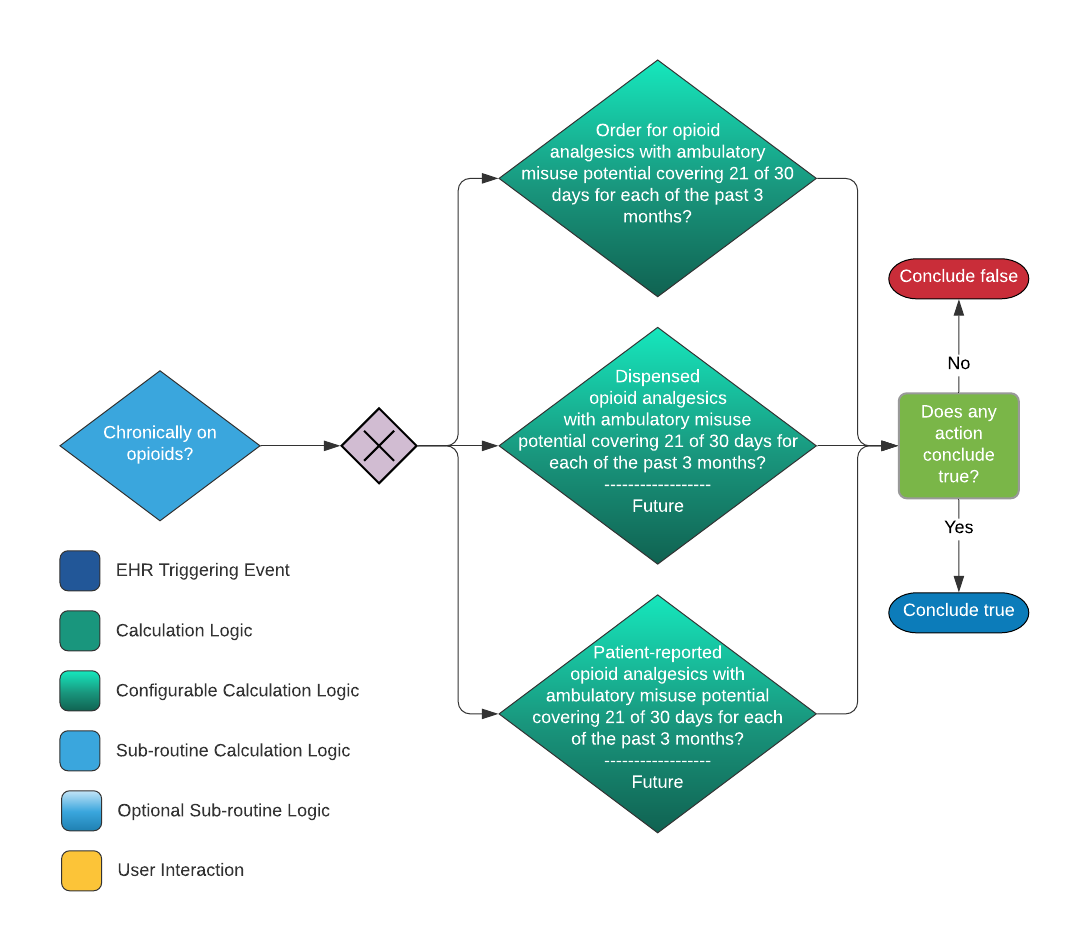 Order for opioid
analgesics with ambulatory
misuse potential covering 21 of 30
days for each of the past 3
months?
Conclude false
No
Dispensed
opioid analgesics
with ambulatory misuse
potential covering 21 of 30 days for
each of the past 3 months?
------------------
Future
Chronically on
opioids?
Does any
action
conclude
true?
Yes
Conclude true
Patient-reported
opioid analgesics with
ambulatory misuse potential
covering 21 of 30 days for each
of the past 3 months?
------------------
Future
EHR Triggering Event
Calculation Logic
Configurable Calculation Logic
Sub-routine Calculation Logic
Optional Sub-routine Logic
User Interaction